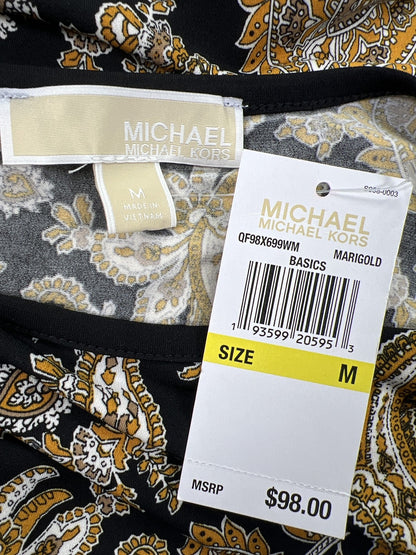 MICHAEL
MICHAEL KORS
M
MADE IN
VIETNAM
MICHAEL
MICHAEL KORS
QF98X699WM MARIGOLD
BASICS
1 93599 20595 3
SIZE M
MSRP $98.00